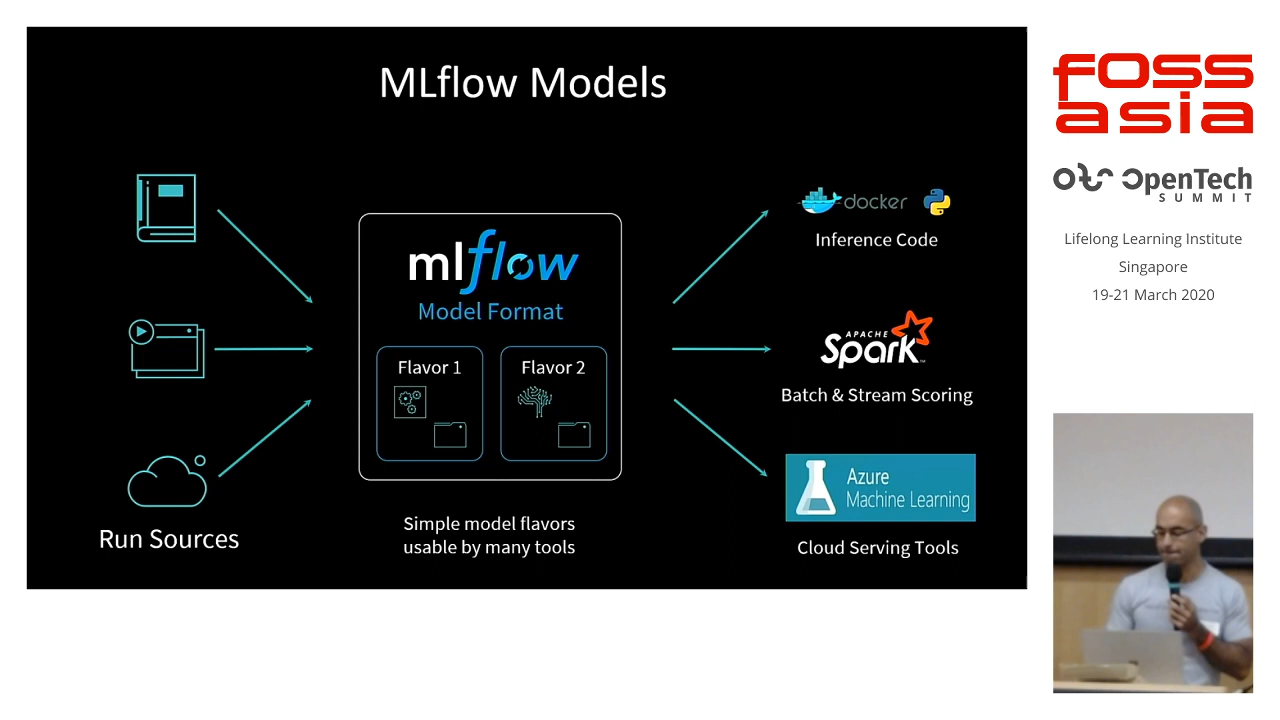 MLflow Models
mlflow
Model Format
Flavor 1
Flavor 2
Simple model flavors
usable by many tools
Run Sources
docker
Inference Code
APACHE
Spark
Batch & Stream Scoring
Azure
Machine Learning
Cloud Serving Tools
foss
asia
OpenTech
SUMMIT
Lifelong Learning Institute
Singapore
19-21 March 2020